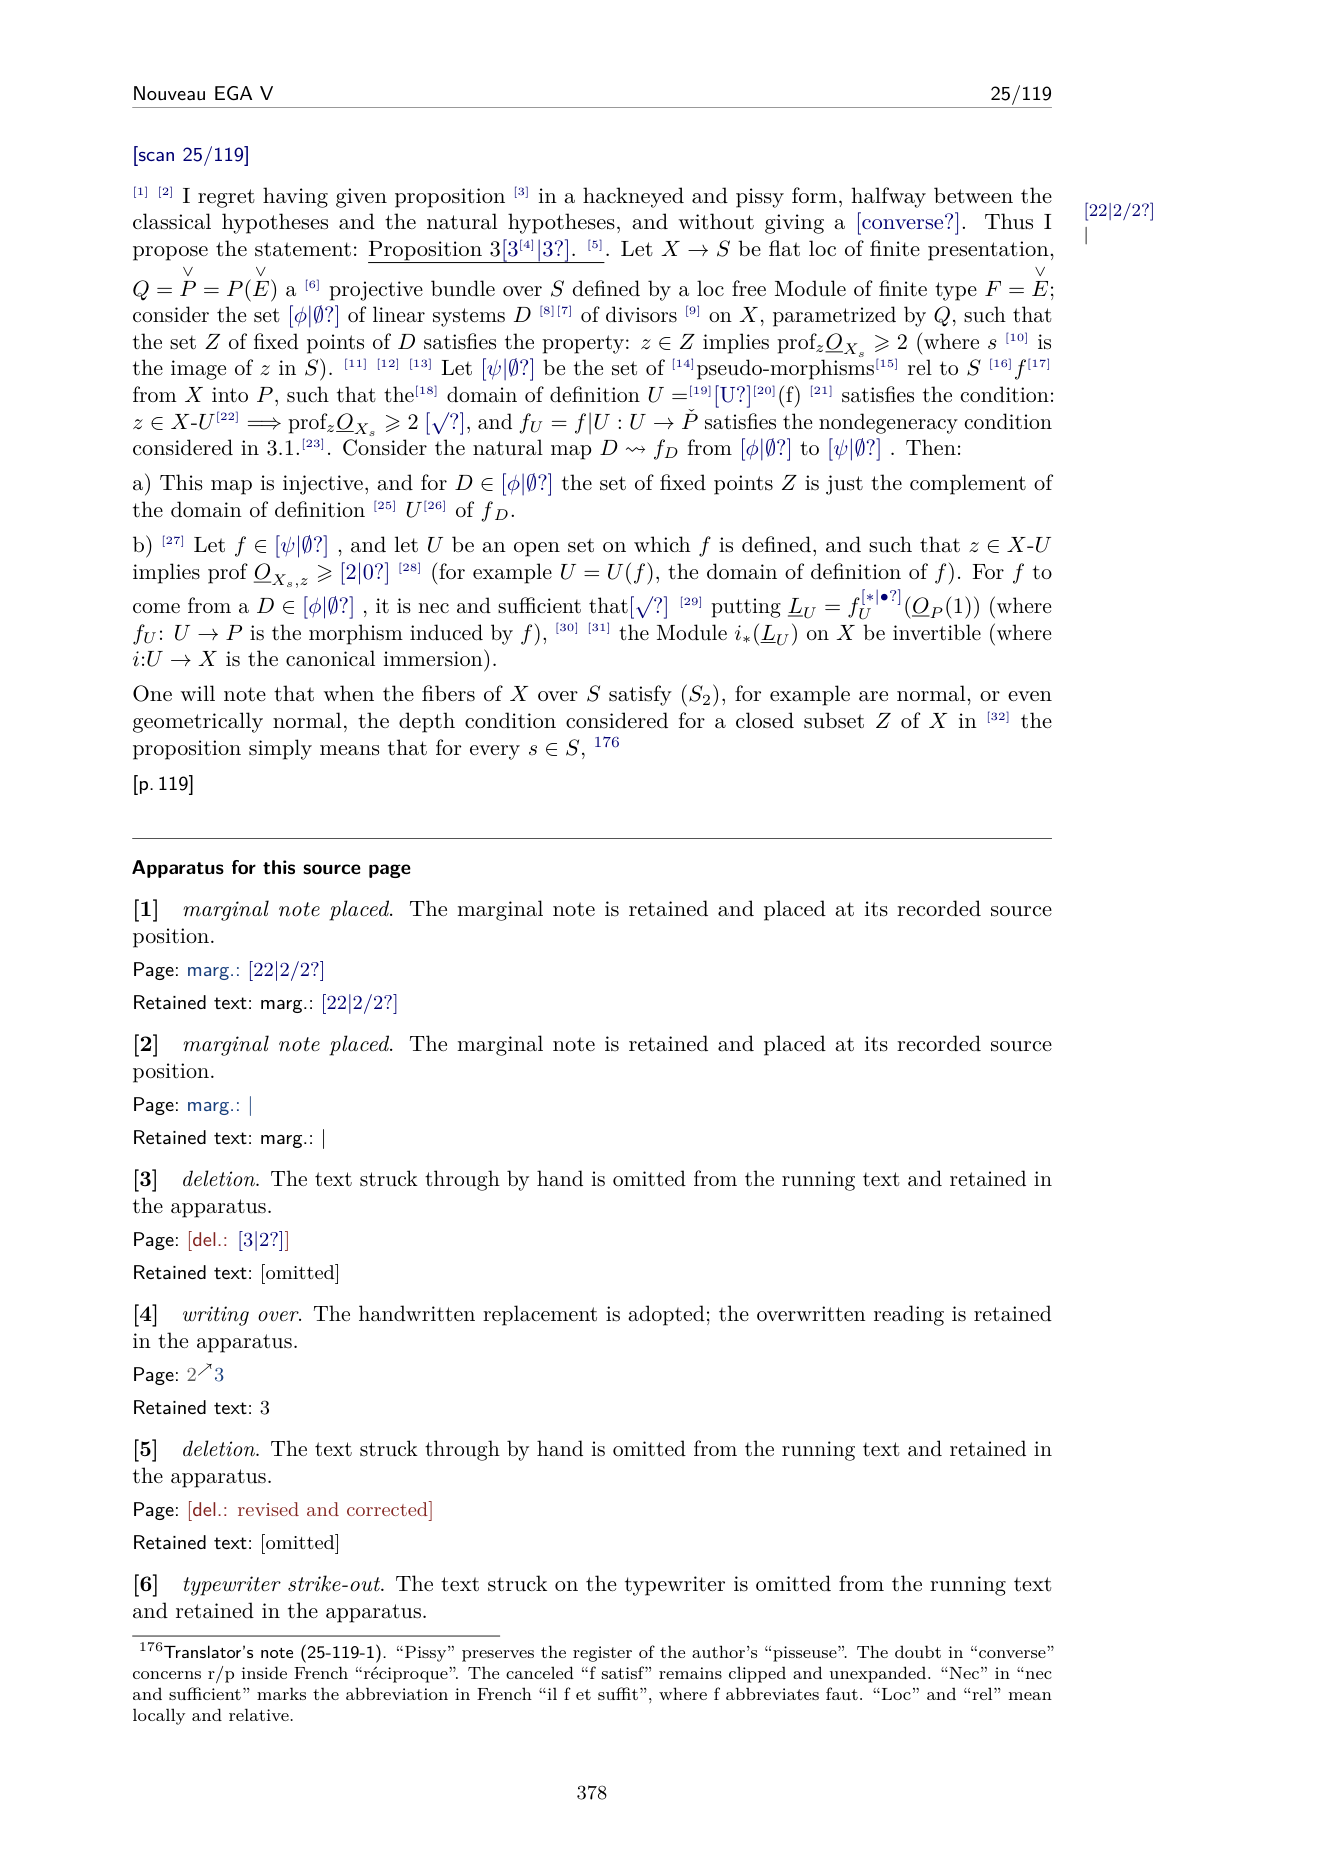 Nouveau EGA V 25/119
[scan 25/119]
[1] [2] I regret having given proposition [3] in a hackneyed and pissy form, halfway between the
classical hypotheses and the natural hypotheses, and without giving a [converse?]. Thus I
propose the statement: Proposition 3[3[4]|3?]. [5]. Let X → S be flat loc of finite presentation,
Q = P̌ = P(Ě) a [6] projective bundle over S defined by a loc free Module of finite type F = Ě;
consider the set [ϕ|∅?] of linear systems D [8][7] of divisors [9] on X, parametrized by Q, such that
the set Z of fixed points of D satisfies the property: z ∈ Z implies prof_z O_{X_s} ⩾ 2 (where s [10] is
the image of z in S). [11] [12] [13] Let [ψ|∅?] be the set of [14]pseudo-morphisms[15] rel to S [16]f[17]
from X into P, such that the[18] domain of definition U =[19][U?][20](f) [21] satisfies the condition:
z ∈ X-U[22] ⟹ prof_z O_{X_s} ⩾ 2 [√?], and f_U = f|U : U → P̌ satisfies the nondegeneracy condition
considered in 3.1.[23]. Consider the natural map D ⇝ f_D from [ϕ|∅?] to [ψ|∅?] . Then:
a) This map is injective, and for D ∈ [ϕ|∅?] the set of fixed points Z is just the complement of
the domain of definition [25] U[26] of f_D.
b) [27] Let f ∈ [ψ|∅?] , and let U be an open set on which f is defined, and such that z ∈ X-U
implies prof O_{X_s,z} ⩾ [2|0?] [28] (for example U = U(f), the domain of definition of f). For f to
come from a D ∈ [ϕ|∅?] , it is nec and sufficient that[√?] [29] putting L_U = f_U^{[∗|•?]}(O_P(1)) (where
f_U: U → P is the morphism induced by f), [30] [31] the Module i_∗(L_U) on X be invertible (where
i:U → X is the canonical immersion).
One will note that when the fibers of X over S satisfy (S₂), for example are normal, or even
geometrically normal, the depth condition considered for a closed subset Z of X in [32] the
proposition simply means that for every s ∈ S, 176
[p. 119]
[22|2/2?]
|
Apparatus for this source page
[1] marginal note placed. The marginal note is retained and placed at its recorded source
position.
Page: marg.: [22|2/2?]
Retained text: marg.: [22|2/2?]
[2] marginal note placed. The marginal note is retained and placed at its recorded source
position.
Page: marg.: |
Retained text: marg.: |
[3] deletion. The text struck through by hand is omitted from the running text and retained in
the apparatus.
Page: [del.: [3|2?]]
Retained text: [omitted]
[4] writing over. The handwritten replacement is adopted; the overwritten reading is retained
in the apparatus.
Page: 2↗3
Retained text: 3
[5] deletion. The text struck through by hand is omitted from the running text and retained in
the apparatus.
Page: [del.: revised and corrected]
Retained text: [omitted]
[6] typewriter strike-out. The text struck on the typewriter is omitted from the running text
and retained in the apparatus.
176Translator's note (25-119-1). “Pissy” preserves the register of the author's “pisseuse”. The doubt in “converse”
concerns r/p inside French “réciproque”. The canceled “f satisf” remains clipped and unexpanded. “Nec” in “nec
and sufficient” marks the abbreviation in French “il f et suffit”, where f abbreviates faut. “Loc” and “rel” mean
locally and relative.
378